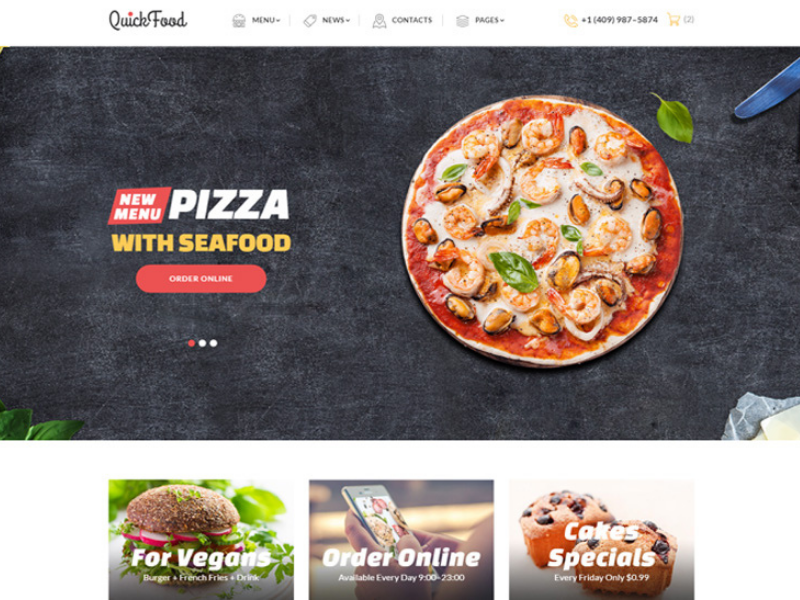 QuickFood
MENU
NEWS
CONTACTS
PAGES
+1 (409) 987-5874
(2)
NEW
MENU
PIZZA
WITH SEAFOOD
ORDER ONLINE
For Vegans
Burger + French Fries + Drink
Order Online
Available Every Day 9:00-23:00
Cakes
Specials
Every Friday Only $0.99